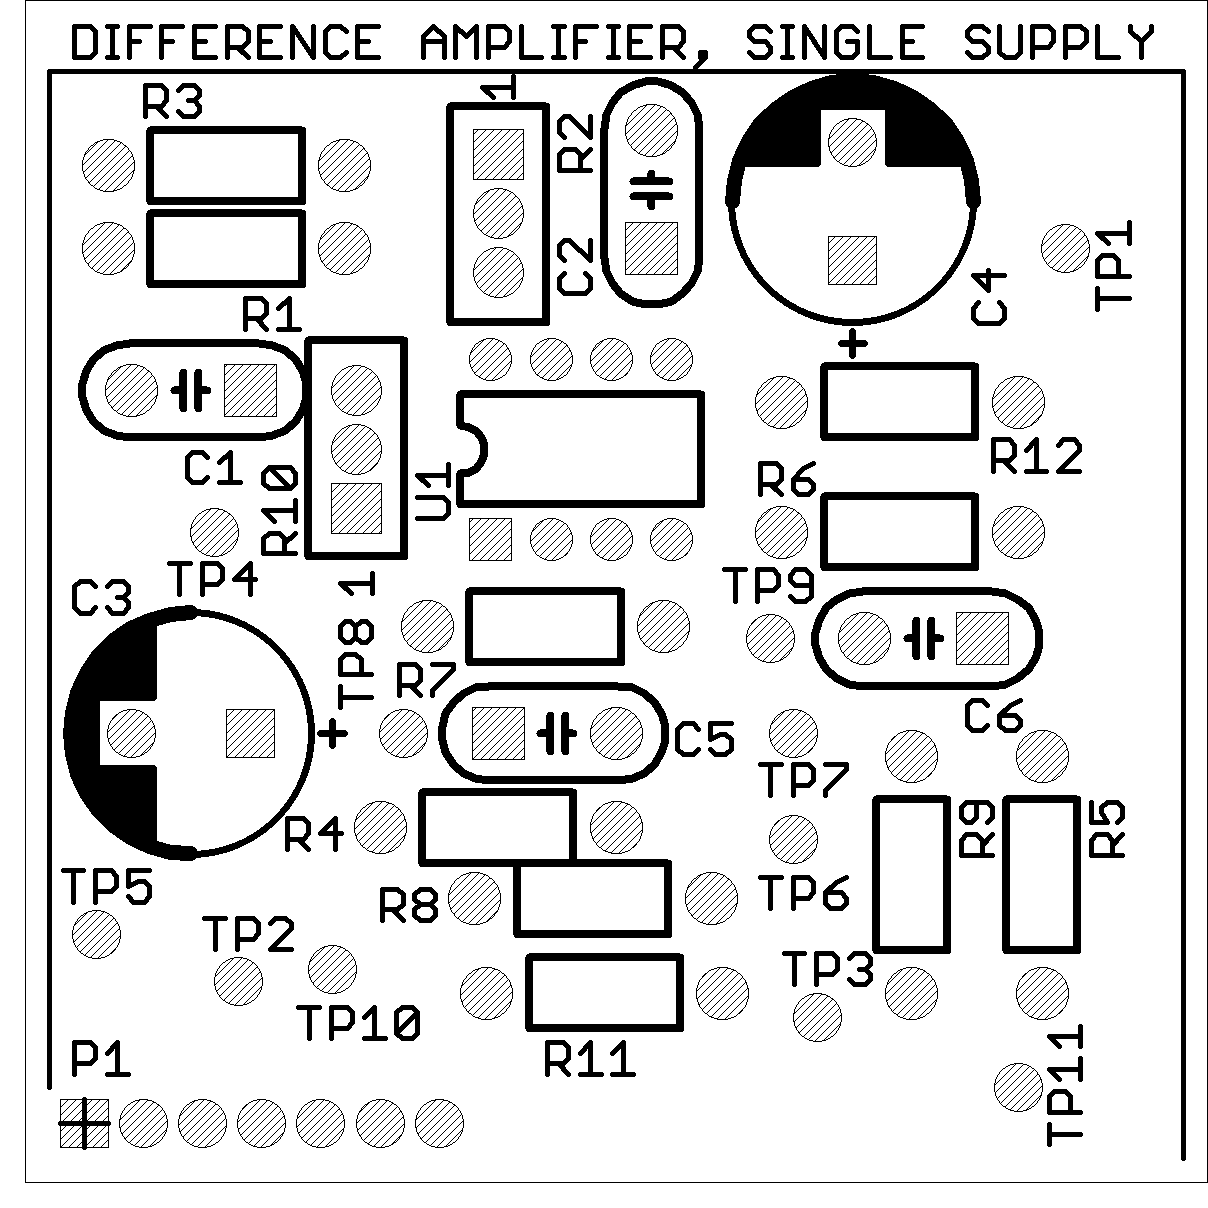 DIFFERENCE AMPLIFIER, SINGLE SUPPLY
R3
1
R2
C2
C4
TP1
R1
+
C1
R10
U1
R12
R6
TP4
C3
1
TP8
TP9
R7
+
C5
C6
TP7
R4
R9
R5
TP5
R8
TP6
TP2
TP3
TP10
R11
P1
TP11